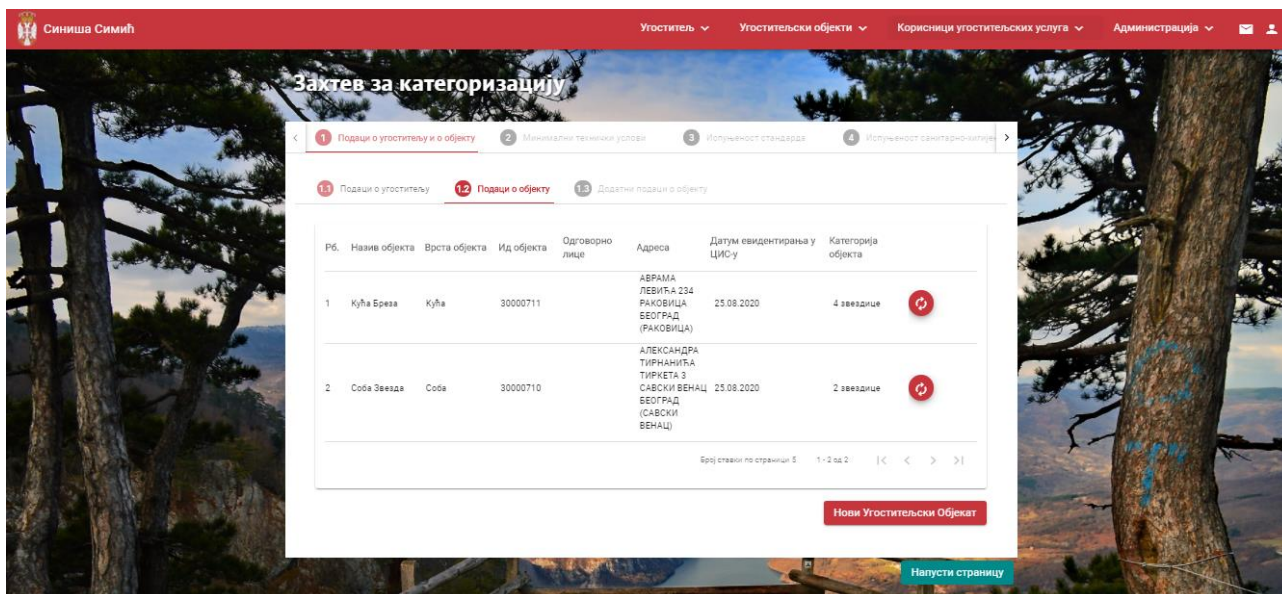 Синиша Симић
Угоститељ
Угоститељски објекти
Корисници угоститељских услуга
Администрација
Захтев за категоризацију
1 Подаци о угоститељу и о објекту
2 Минимални технички услови
3 Испуњеност стандарда
4 Испуњеност санитарно-хигије
1.1 Подаци о угоститељу
1.2 Подаци о објекту
1.3 Додатни подаци о објекту
Рб. Назив објекта Врста објекта Ид објекта Одговорно лице Адреса Датум евидентирања у ЦИС-у Категорија објекта
1 Кућа Бреза Кућа 30000711
АВРАМА
ЛЕВИЋА 234
РАКОВИЦА
БЕОГРАД
(РАКОВИЦА)
25.08.2020 4 звездице
2 Соба Звезда Соба 30000710
АЛЕКСАНДРА
ТИРНАНИЋА
ТИРКЕТА 3
САВСКИ ВЕНАЦ
БЕОГРАД
(САВСКИ
ВЕНАЦ)
25.08.2020 2 звездице
Број ставки по страници 5 1 - 2 од 2
Нови Угоститељски Објекат
Напусти страницу